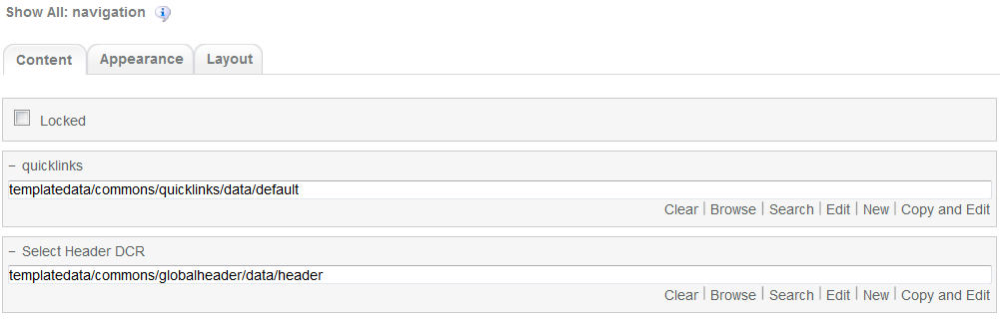 Show All: navigation
Content Appearance Layout
Locked
− quicklinks
templatedata/commons/quicklinks/data/default
Clear | Browse | Search | Edit | New | Copy and Edit
− Select Header DCR
templatedata/commons/globalheader/data/header
Clear | Browse | Search | Edit | New | Copy and Edit